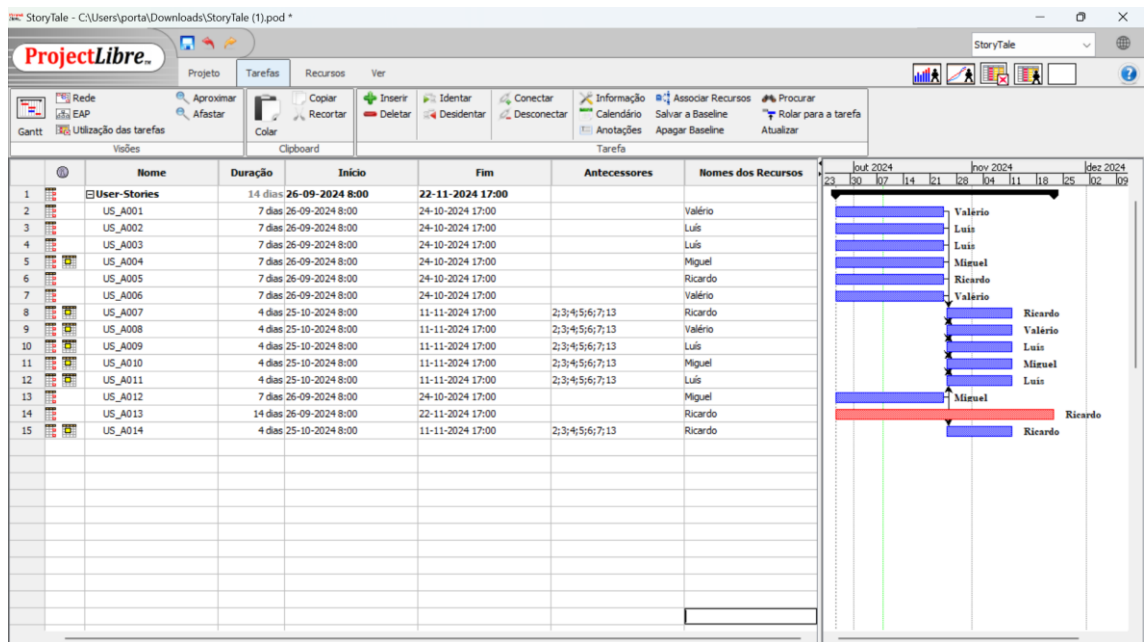 StoryTale - C:\Users\porta\Downloads\StoryTale (1).pod *
ProjectLibre™
StoryTale
Projeto Tarefas Recursos Ver
Gantt
Rede
EAP
Utilização das tarefas
Aproximar
Afastar
Visões
Colar
Copiar
Recortar
Clipboard
Inserir Identar Conectar Informação Associar Recursos Procurar
Deletar Desidentar Desconectar Calendário Salvar a Baseline Rolar para a tarefa
Anotações Apagar Baseline Atualizar
Tarefa
Nome Duração Início Fim Antecessores Nomes dos Recursos
out 2024 nov 2024 dez 2024
23 30 07 14 21 28 04 11 18 25 02 09
1 User-Stories 14 dias 26-09-2024 8:00 22-11-2024 17:00
2 US_A001 7 dias 26-09-2024 8:00 24-10-2024 17:00 Valério Valério
3 US_A002 7 dias 26-09-2024 8:00 24-10-2024 17:00 Luís Luís
4 US_A003 7 dias 26-09-2024 8:00 24-10-2024 17:00 Luís Luís
5 US_A004 7 dias 26-09-2024 8:00 24-10-2024 17:00 Miguel Miguel
6 US_A005 7 dias 26-09-2024 8:00 24-10-2024 17:00 Ricardo Ricardo
7 US_A006 7 dias 26-09-2024 8:00 24-10-2024 17:00 Valério Valério
8 US_A007 4 dias 25-10-2024 8:00 11-11-2024 17:00 2;3;4;5;6;7;13 Ricardo Ricardo
9 US_A008 4 dias 25-10-2024 8:00 11-11-2024 17:00 2;3;4;5;6;7;13 Valério Valério
10 US_A009 4 dias 25-10-2024 8:00 11-11-2024 17:00 2;3;4;5;6;7;13 Luís Luís
11 US_A010 4 dias 25-10-2024 8:00 11-11-2024 17:00 2;3;4;5;6;7;13 Miguel Miguel
12 US_A011 4 dias 25-10-2024 8:00 11-11-2024 17:00 2;3;4;5;6;7;13 Luís Luís
13 US_A012 7 dias 26-09-2024 8:00 24-10-2024 17:00 Miguel Miguel
14 US_A013 14 dias 26-09-2024 8:00 22-11-2024 17:00 Ricardo Ricardo
15 US_A014 4 dias 25-10-2024 8:00 11-11-2024 17:00 2;3;4;5;6;7;13 Ricardo Ricardo